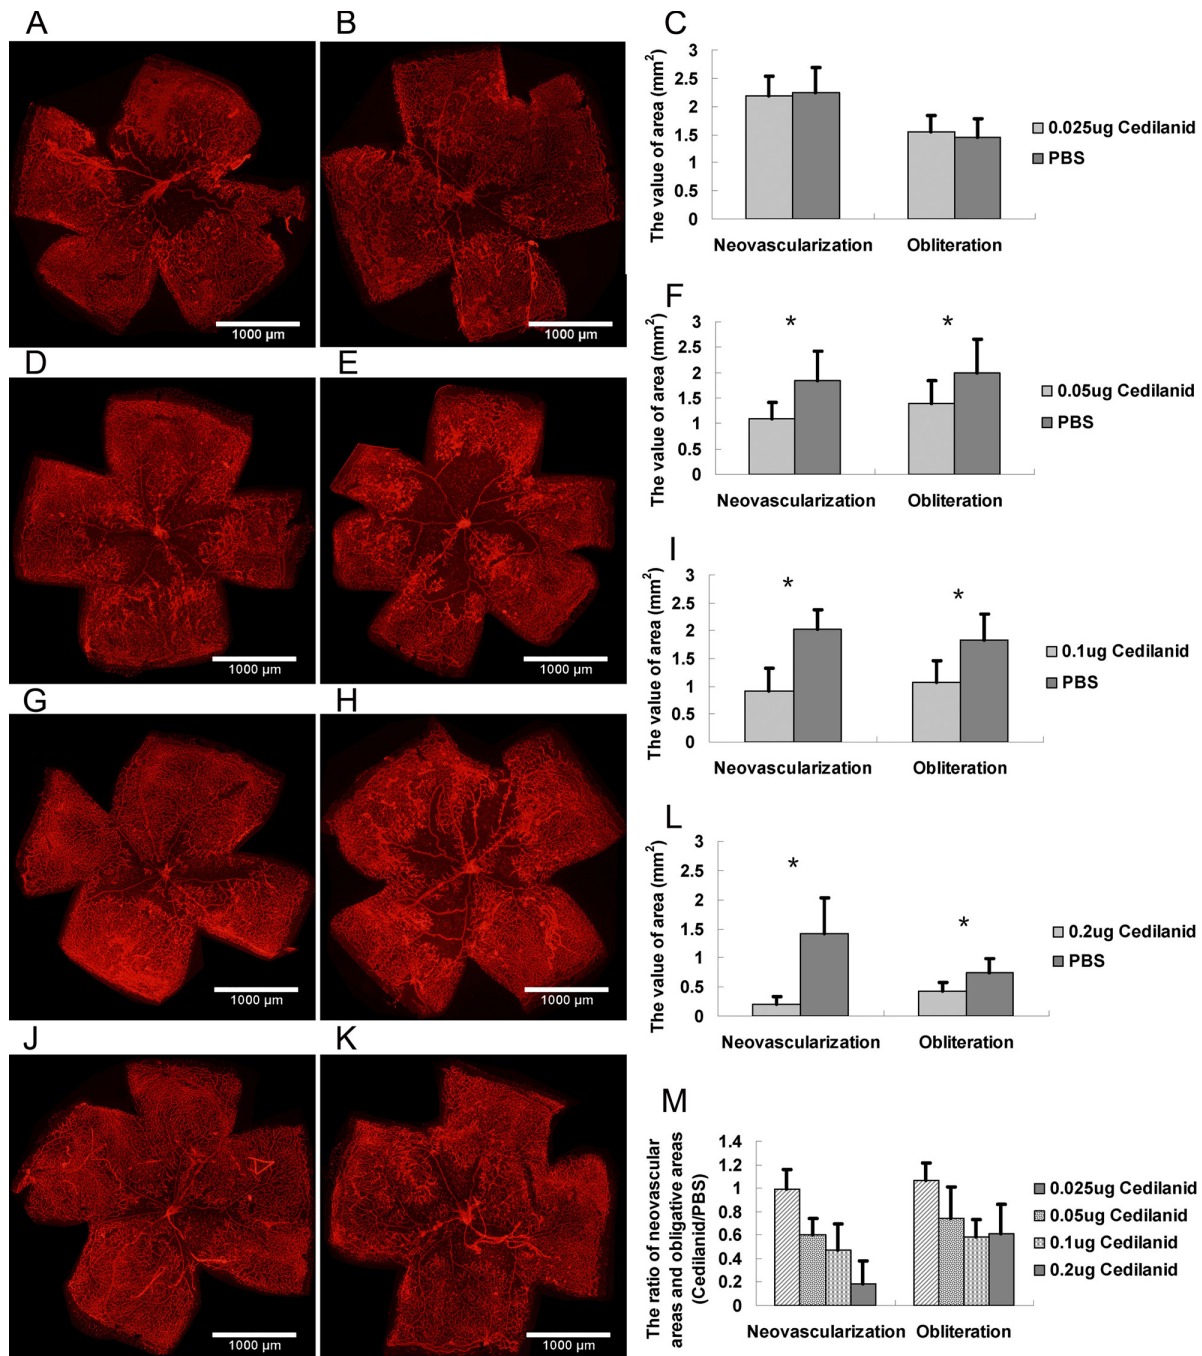 A
B
C
The value of area (mm²)
3
2.5
2
1.5
1
0.5
0
Neovascularization
Obliteration
0.025ug Cedilanid
PBS
1000 µm
1000 µm
D
E
F
The value of area (mm²)
3
2.5
2
1.5
1
0.5
0
*
*
Neovascularization
Obliteration
0.05ug Cedilanid
PBS
1000 µm
1000 µm
G
H
I
The value of area (mm²)
3
2.5
2
1.5
1
0.5
0
*
*
Neovascularization
Obliteration
0.1ug Cedilanid
PBS
1000 µm
1000 µm
J
K
L
The value of area (mm²)
3
2.5
2
1.5
1
0.5
0
*
*
Neovascularization
Obliteration
0.2ug Cedilanid
PBS
1000 µm
1000 µm
M
The ratio of neovascular
areas and obligative areas
(Cedilanid/PBS)
1.4
1.2
1
0.8
0.6
0.4
0.2
0
Neovascularization
Obliteration
0.025ug Cedilanid
0.05ug Cedilanid
0.1ug Cedilanid
0.2ug Cedilanid